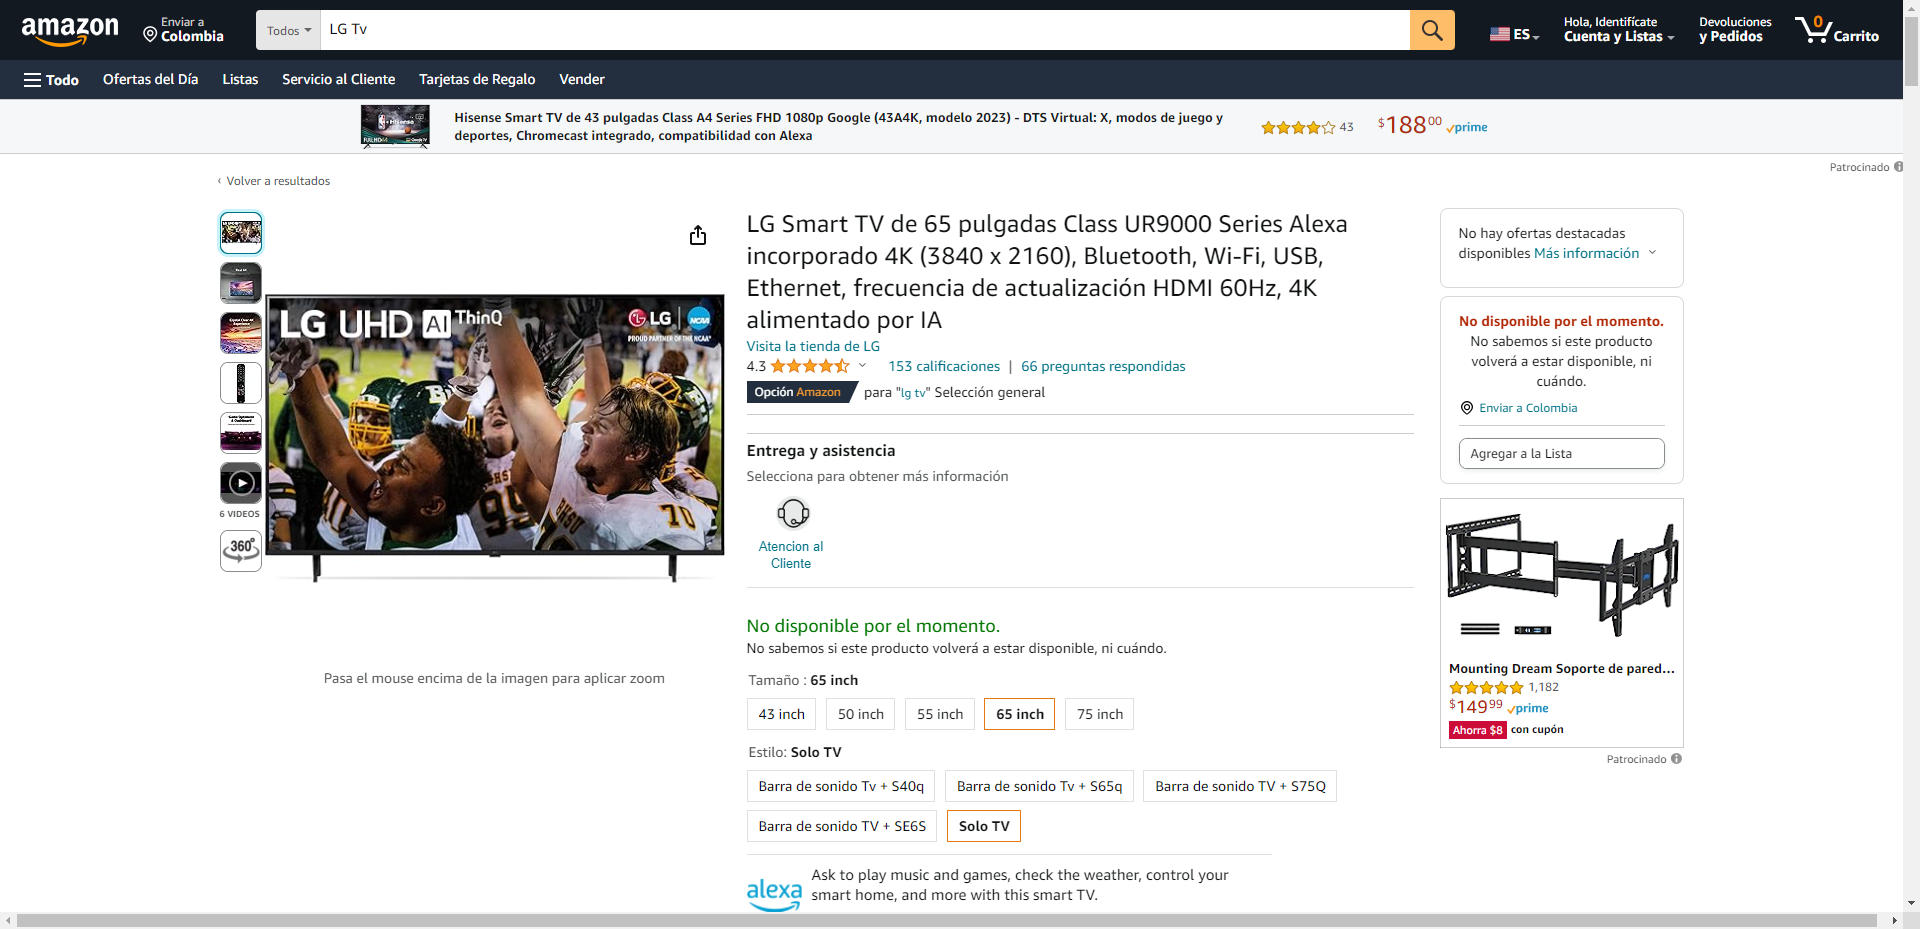 amazon
Enviar a
Colombia
Todos
LG Tv
ES
Hola, Identifícate
Cuenta y Listas
Devoluciones
y Pedidos
0
Carrito
Todo
Ofertas del Día
Listas
Servicio al Cliente
Tarjetas de Regalo
Vender
Hisense Smart TV de 43 pulgadas Class A4 Series FHD 1080p Google (43A4K, modelo 2023) - DTS Virtual: X, modos de juego y
deportes, Chromecast integrado, compatibilidad con Alexa
43
$18800
prime
Patrocinado
‹ Volver a resultados
6 VIDEOS
360°
LG UHD AI ThinQ
LG
NCAA
PROUD PARTNER OF THE NCAA
70
Pasa el mouse encima de la imagen para aplicar zoom
LG Smart TV de 65 pulgadas Class UR9000 Series Alexa
incorporado 4K (3840 x 2160), Bluetooth, Wi-Fi, USB,
Ethernet, frecuencia de actualización HDMI 60Hz, 4K
alimentado por IA
Visita la tienda de LG
4.3
153 calificaciones | 66 preguntas respondidas
Opción Amazon para "lg tv" Selección general
Entrega y asistencia
Selecciona para obtener más información
Atencion al
Cliente
No disponible por el momento.
No sabemos si este producto volverá a estar disponible, ni cuándo.
Tamaño : 65 inch
43 inch
50 inch
55 inch
65 inch
75 inch
Estilo: Solo TV
Barra de sonido Tv + S40q
Barra de sonido Tv + S65q
Barra de sonido TV + S75Q
Barra de sonido TV + SE6S
Solo TV
alexa
Ask to play music and games, check the weather, control your
smart home, and more with this smart TV.
No hay ofertas destacadas
disponibles Más información
No disponible por el momento.
No sabemos si este producto
volverá a estar disponible, ni
cuándo.
Enviar a Colombia
Agregar a la Lista
Mounting Dream Soporte de pared...
1,182
$14999
prime
Ahorra $8 con cupón
Patrocinado